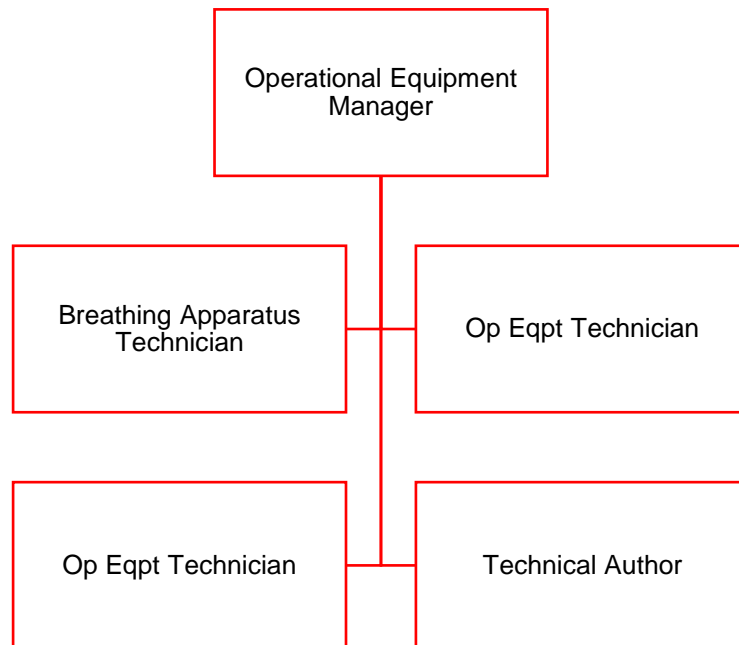 Operational Equipment
Manager
Breathing Apparatus
Technician
Op Eqpt Technician
Op Eqpt Technician
Technical Author